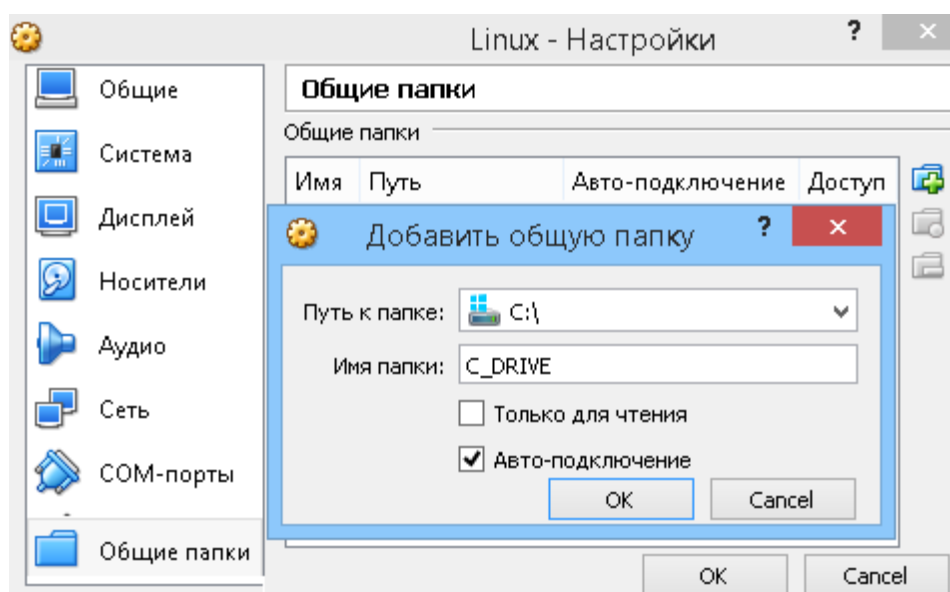 Linux - Настройки ?
Общие
Система
Дисплей
Носители
Аудио
Сеть
COM-порты
Общие папки
Общие папки
Общие папки
Имя Путь Авто-подключение Доступ
Добавить общую папку ?
Путь к папке: C:\
Имя папки: C_DRIVE
Только для чтения
Авто-подключение
OK Cancel
OK Cancel